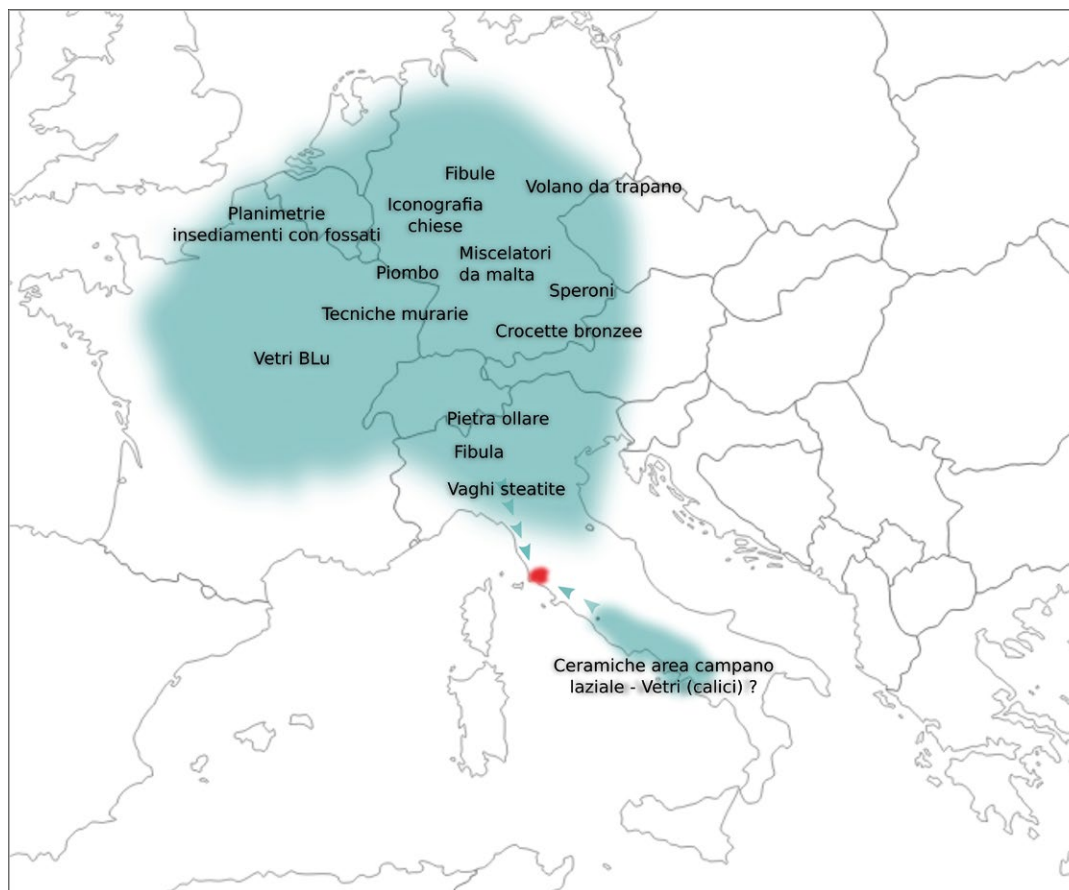 Fibule
Volano da trapano
Iconografia
chiese
Planimetrie
insediamenti con fossati
Miscelatori
da malta
Piombo
Speroni
Tecniche murarie
Crocette bronzee
Vetri BLu
Pietra ollare
Fibula
Vaghi steatite
Ceramiche area campano
laziale - Vetri (calici) ?